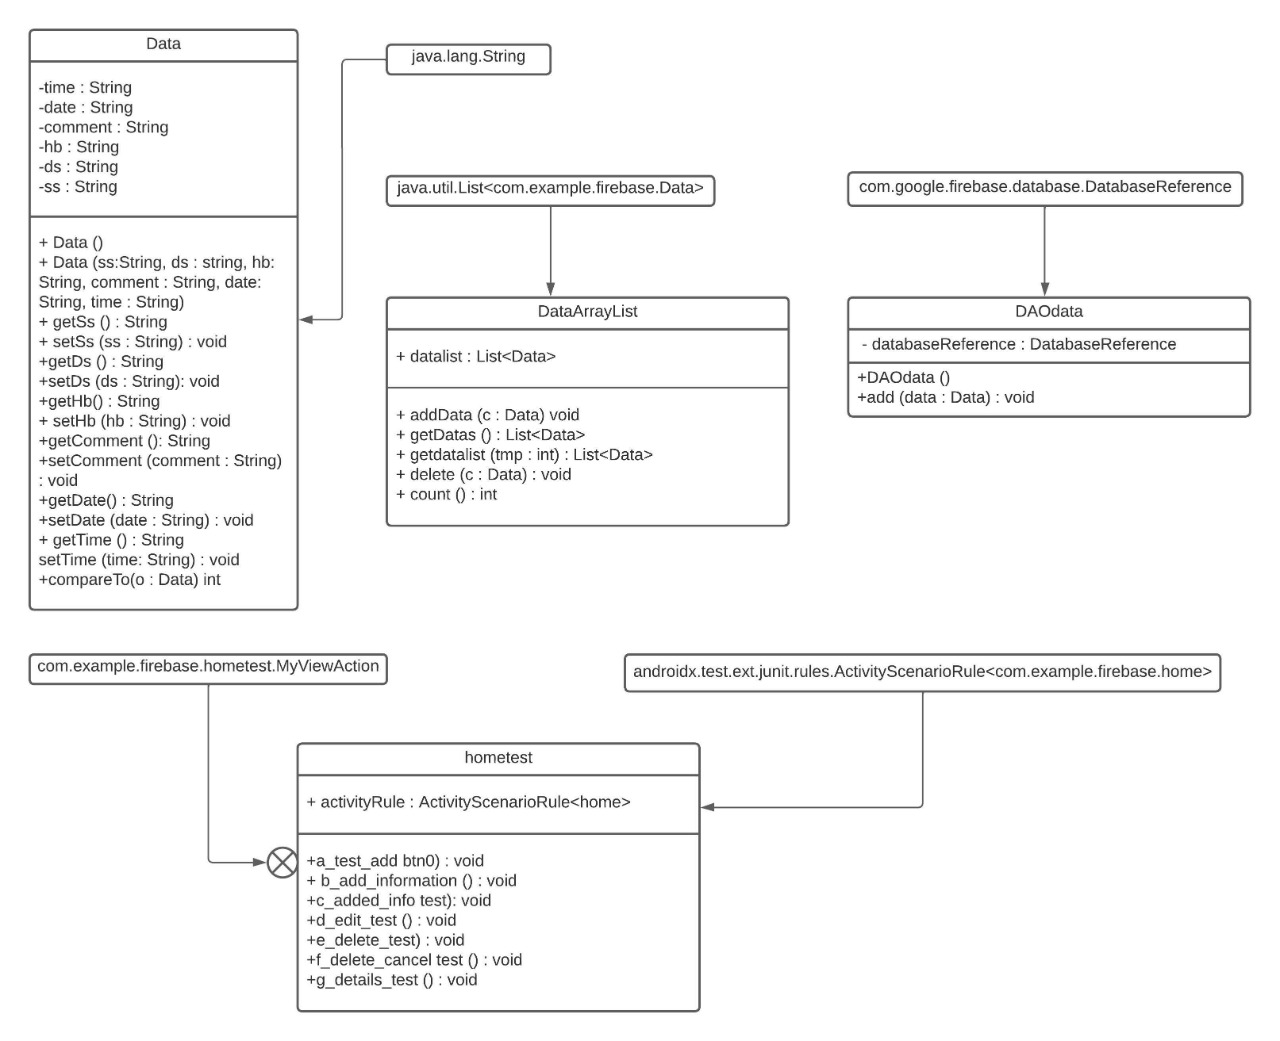 Data
-time : String
-date : String
-comment : String
-hb : String
-ds : String
-ss : String
+ Data ()
+ Data (ss:String, ds : string, hb:
String, comment : String, date:
String, time : String)
+ getSs () : String
+ setSs (ss : String) : void
+getDs () : String
+setDs (ds : String): void
+getHb() : String
+ setHb (hb : String) : void
+getComment (): String
+setComment (comment : String)
: void
+getDate() : String
+setDate (date : String) : void
+ getTime () : String
setTime (time: String) : void
+compareTo(o : Data) int
java.lang.String
java.util.List<com.example.firebase.Data>
DataArrayList
+ datalist : List<Data>
+ addData (c : Data) void
+ getDatas () : List<Data>
+ getdatalist (tmp : int) : List<Data>
+ delete (c : Data) : void
+ count () : int
com.google.firebase.database.DatabaseReference
DAOdata
- databaseReference : DatabaseReference
+DAOdata ()
+add (data : Data) : void
com.example.firebase.hometest.MyViewAction
androidx.test.ext.junit.rules.ActivityScenarioRule<com.example.firebase.home>
hometest
+ activityRule : ActivityScenarioRule<home>
+a_test_add btn0) : void
+ b_add_information () : void
+c_added_info test): void
+d_edit_test () : void
+e_delete_test) : void
+f_delete_cancel test () : void
+g_details_test () : void